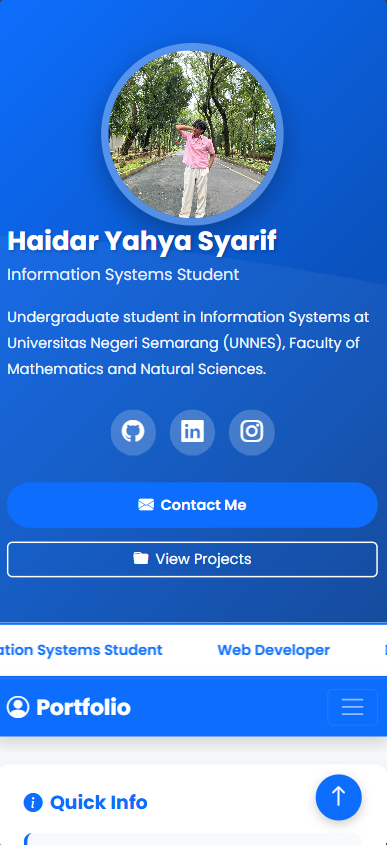 Haidar Yahya Syarif
Information Systems Student
Undergraduate student in Information Systems at
Universitas Negeri Semarang (UNNES), Faculty of
Mathematics and Natural Sciences.
in
Contact Me
View Projects
ation Systems Student Web Developer
Portfolio
Quick Info